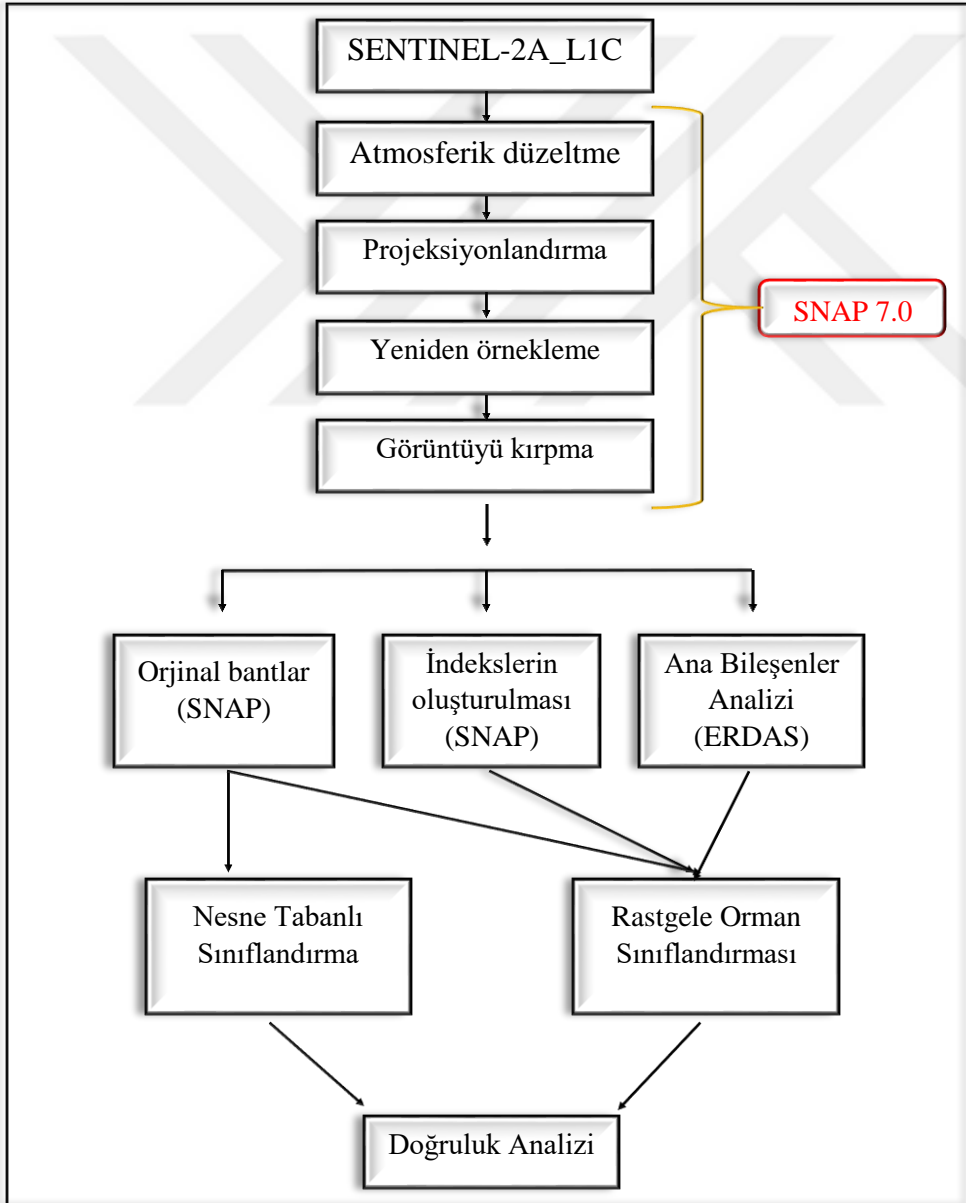 SENTINEL-2A_L1C
Atmosferik düzeltme
Projeksiyonlandırma
SNAP 7.0
Yeniden örnekleme
Görüntüyü kırpma
Orjinal bantlar
(SNAP)
İndekslerin
oluşturulması
(SNAP)
Ana Bileşenler
Analizi
(ERDAS)
Nesne Tabanlı
Sınıflandırma
Rastgele Orman
Sınıflandırması
Doğruluk Analizi